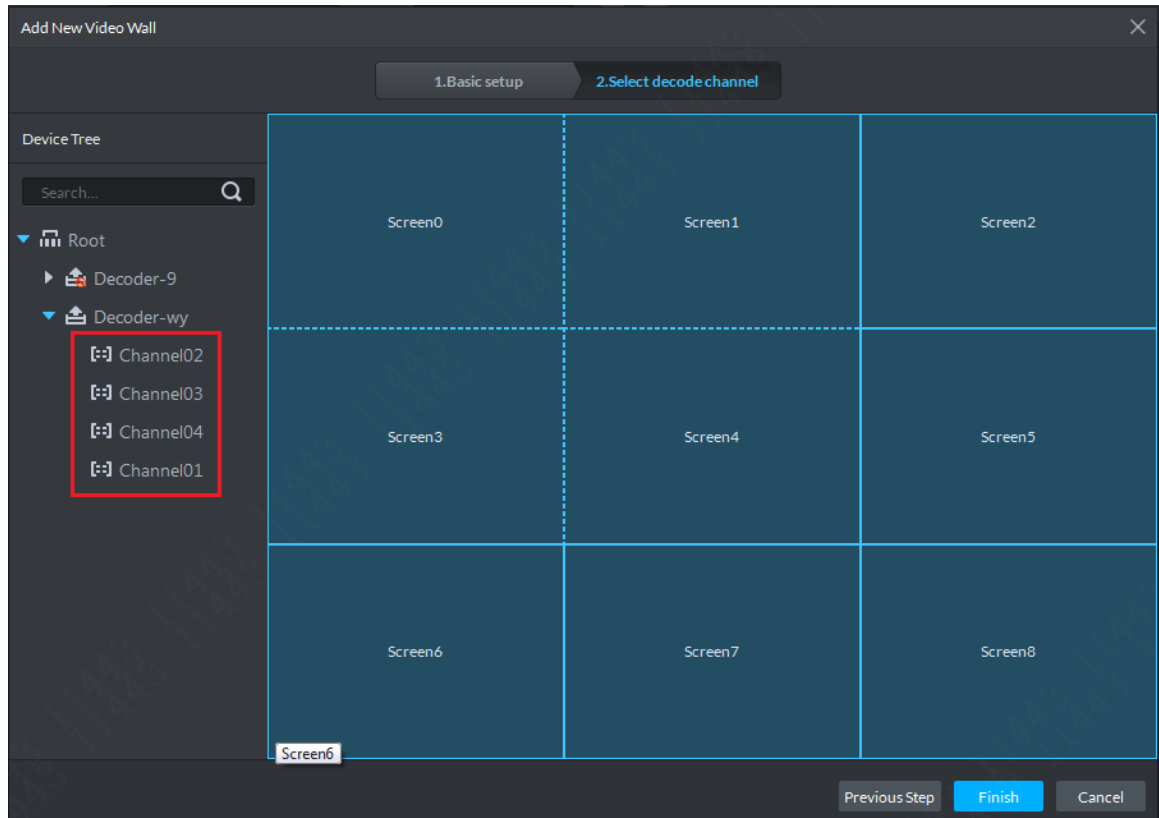 Add New Video Wall
1.Basic setup
2.Select decode channel
Device Tree
Search...
Root
Decoder-9
Decoder-wy
Channel02
Channel03
Channel04
Channel01
Screen0
Screen1
Screen2
Screen3
Screen4
Screen5
Screen6
Screen7
Screen8
Screen6
Previous Step
Finish
Cancel